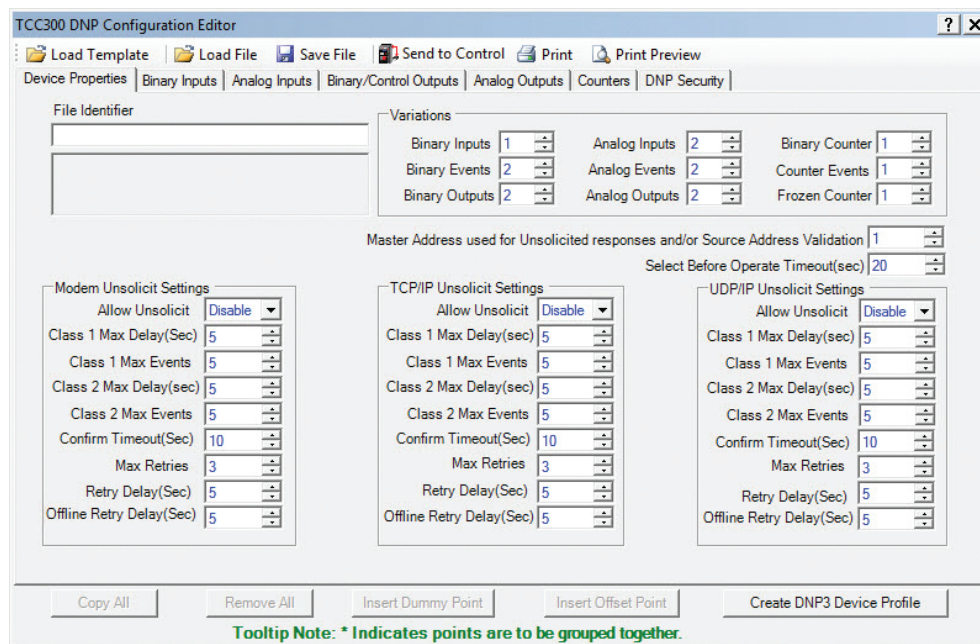 TCC300 DNP Configuration Editor
Load Template Load File Save File Send to Control Print Print Preview
Device Properties Binary Inputs Analog Inputs Binary/Control Outputs Analog Outputs Counters DNP Security
File Identifier
Variations
Binary Inputs 1 Analog Inputs 2 Binary Counter 1
Binary Events 2 Analog Events 2 Counter Events 1
Binary Outputs 2 Analog Outputs 2 Frozen Counter 1
Master Address used for Unsolicited responses and/or Source Address Validation 1
Select Before Operate Timeout(sec) 20
Modem Unsolicit Settings
Allow Unsolicit Disable
Class 1 Max Delay(Sec) 5
Class 1 Max Events 5
Class 2 Max Delay(sec) 5
Class 2 Max Events 5
Confirm Timeout(Sec) 10
Max Retries 3
Retry Delay(Sec) 5
Offline Retry Delay(Sec) 5
TCP/IP Unsolicit Settings
Allow Unsolicit Disable
Class 1 Max Delay(Sec) 5
Class 1 Max Events 5
Class 2 Max Delay(sec) 5
Class 2 Max Events 5
Confirm Timeout(Sec) 10
Max Retries 3
Retry Delay(Sec) 5
Offline Retry Delay(Sec) 5
UDP/IP Unsolicit Settings
Allow Unsolicit Disable
Class 1 Max Delay(Sec) 5
Class 1 Max Events 5
Class 2 Max Delay(sec) 5
Class 2 Max Events 5
Confirm Timeout(Sec) 10
Max Retries 3
Retry Delay(Sec) 5
Offline Retry Delay(Sec) 5
Copy All Remove All Insert Dummy Point Insert Offset Point Create DNP3 Device Profile
Tooltip Note: * Indicates points are to be grouped together.